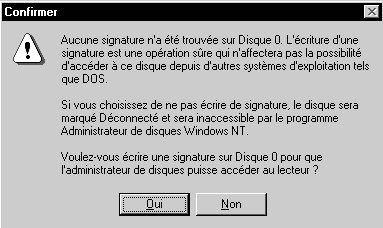 Confirmer
Aucune signature n'a été trouvée sur Disque 0. L'écriture d'une
signature est une opération sûre qui n'affectera pas la possibilité
d'accéder à ce disque depuis d'autres systèmes d'exploitation tels
que DOS.
Si vous choisissez de ne pas écrire de signature, le disque sera
marqué Déconnecté et sera inaccessible par le programme
Administrateur de disques Windows NT.
Voulez-vous écrire une signature sur Disque 0 pour que
l'administrateur de disques puisse accéder au lecteur ?
Oui Non